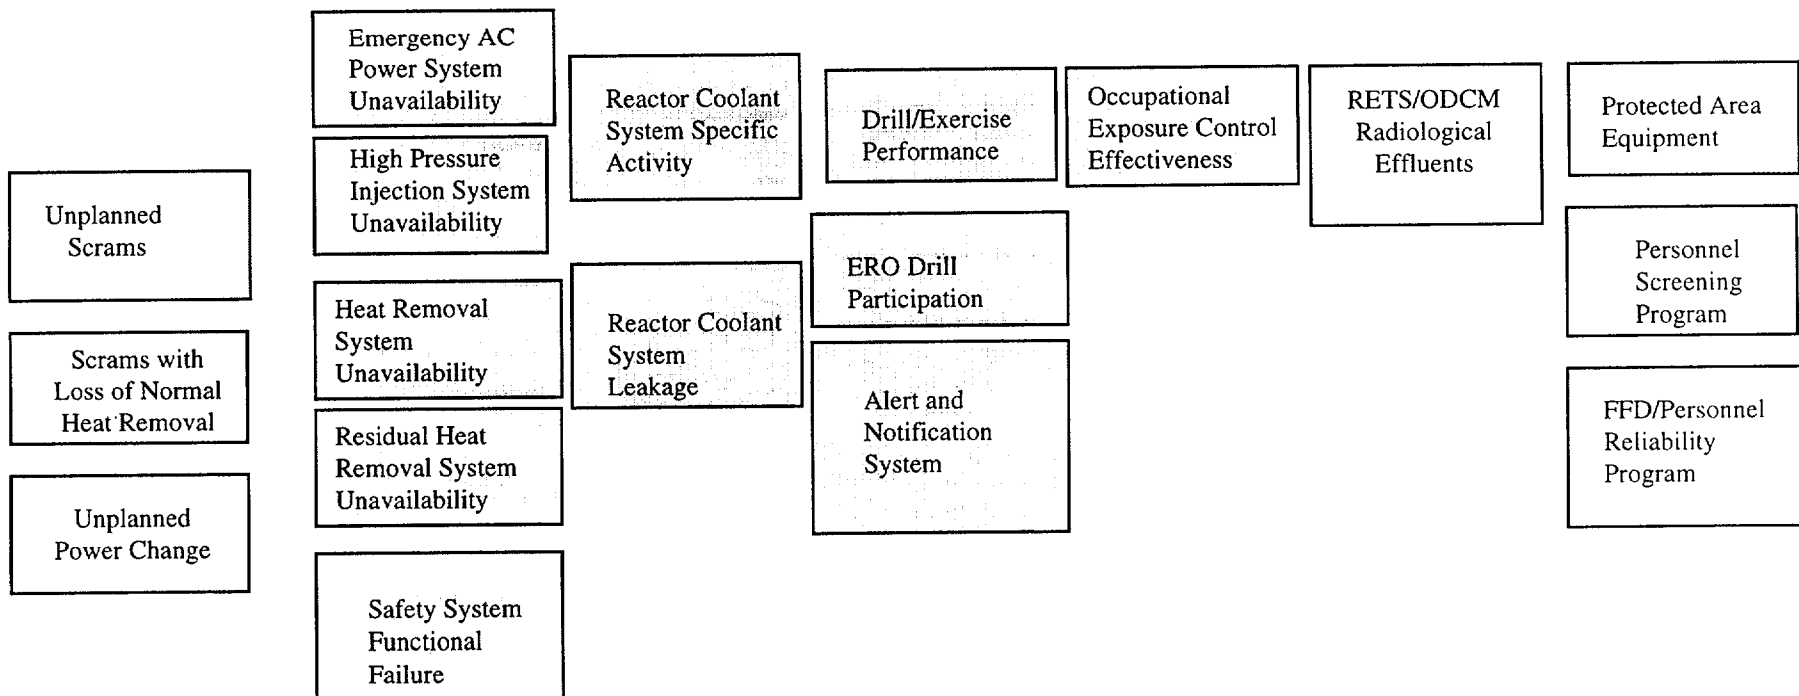 Unplanned
Scrams
Scrams with
Loss of Normal
Heat Removal
Unplanned
Power Change
Emergency AC
Power System
Unavailability
High Pressure
Injection System
Unavailability
Heat Removal
System
Unavailability
Residual Heat
Removal System
Unavailability
Safety System
Functional
Failure
Reactor Coolant
System Specific
Activity
Reactor Coolant
System
Leakage
Drill/Exercise
Performance
ERO Drill
Participation
Alert and
Notification
System
Occupational
Exposure Control
Effectiveness
RETS/ODCM
Radiological
Effluents
Protected Area
Equipment
Personnel
Screening
Program
FFD/Personnel
Reliability
Program